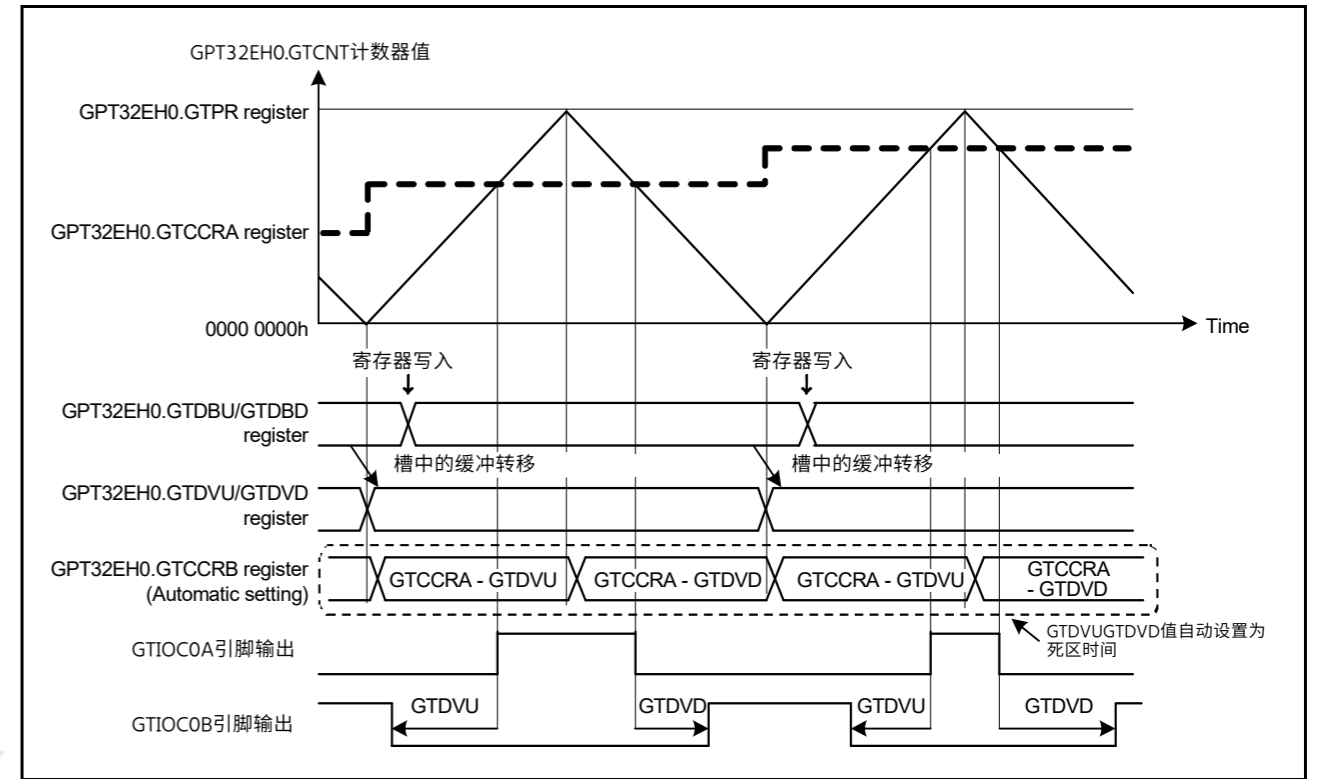 GPT32EH0.GTCNT计数器值
GPT32EH0.GTPR register
GPT32EH0.GTCCRA register
0000 0000h
Time
寄存器写入
寄存器写入
GPT32EH0.GTDBU/GTDBD
register
槽中的缓冲转移
槽中的缓冲转移
GPT32EH0.GTDVU/GTDVD
register
GPT32EH0.GTCCRB register
(Automatic setting)
GTCCRA - GTDVU
GTCCRA - GTDVD
GTCCRA - GTDVU
GTCCRA
- GTDVD
GTDVUGTDVD值自动设置为
死区时间
GTIOC0A引脚输出
GTIOC0B引脚输出
GTDVU
GTDVD
GTDVU
GTDVD